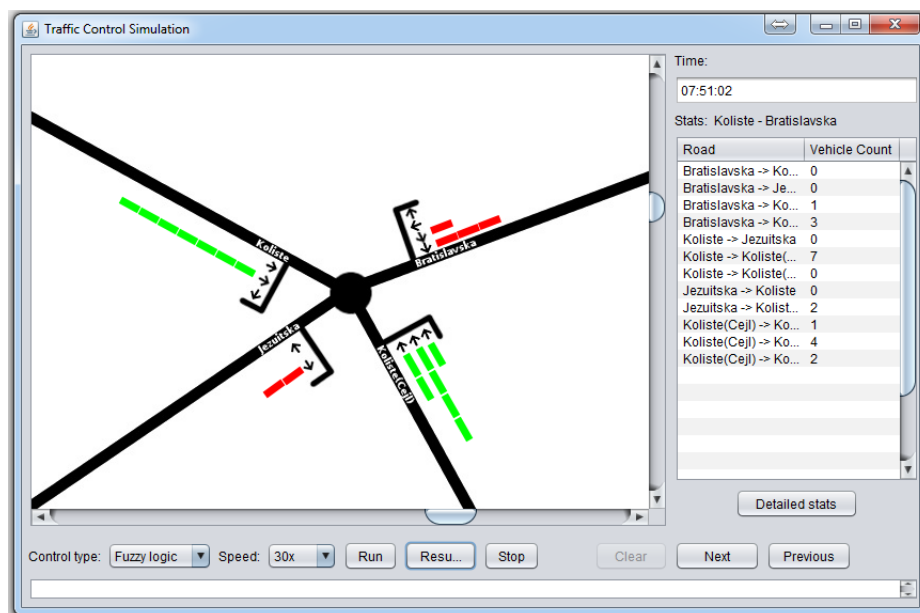 Traffic Control Simulation
Time:
07:51:02
Stats: Koliste - Bratislavska
Road Vehicle Count
Bratislavska -> Ko... 0
Bratislavska -> Je... 0
Bratislavska -> Ko... 1
Bratislavska -> Ko... 3
Koliste -> Jezuitska 0
Koliste -> Koliste(... 7
Koliste -> Koliste(... 0
Jezuitska -> Koliste 0
Jezuitska -> Kolist... 2
Koliste(Cejl) -> Ko... 1
Koliste(Cejl) -> Ko... 4
Koliste(Cejl) -> Ko... 2
Koliste
Bratislavska
Jezuitska
Koliste(Cejl)
Detailed stats
Control type: Fuzzy logic Speed: 30x Run Resu... Stop Clear Next Previous